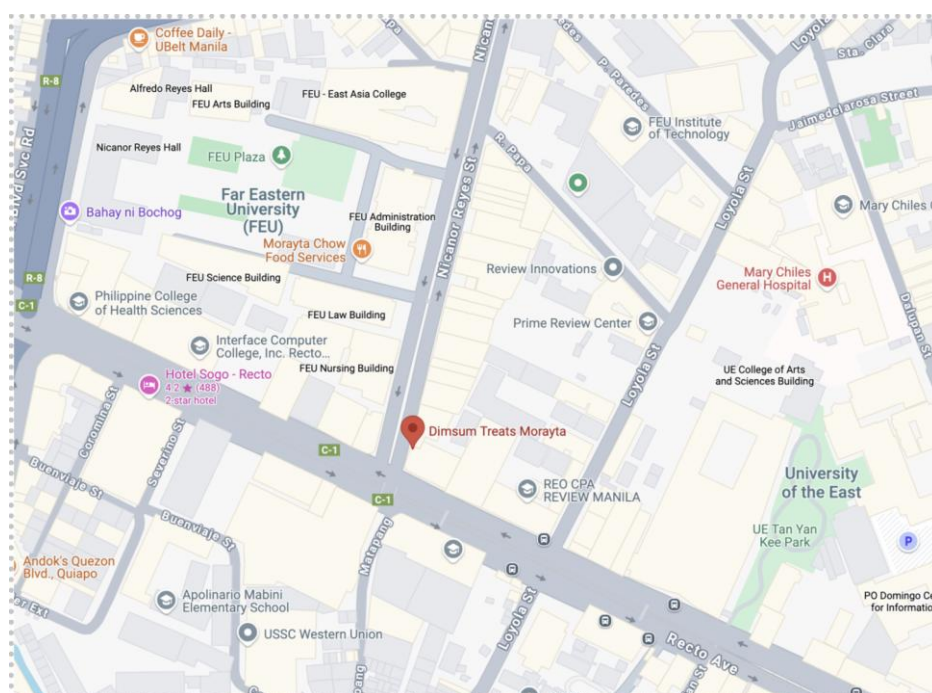 Coffee Daily -
UBelt Manila
R-8
Alfredo Reyes Hall
FEU Arts Building
FEU - East Asia College
Nicanor Reyes Hall
FEU Plaza
Blvd Svc Rd
Far Eastern
University
(FEU)
Bahay ni Bochog
FEU Administration
Building
Morayta Chow
Food Services
FEU Science Building
R-8
C-1
Philippine College
of Health Sciences
FEU Law Building
Interface Computer
College, Inc. Recto...
FEU Nursing Building
Hotel Sogo - Recto
4.2 ★ (488)
2-star hotel
Nicanor Reyes St
P. Paredes
R. Papa
FEU Institute
of Technology
Loyola St
Sta. Clara
Jaimedelarosa Street
Mary Chiles
Mary Chiles
General Hospital
Dalupan St
Review Innovations
Prime Review Center
Loyola St
UE College of Arts
and Sciences Building
Dimsum Treats Morayta
C-1
C-1
REO CPA
REVIEW MANILA
University
of the East
UE Tan Yan
Kee Park
P
PO Domingo
for
Coromina St
Severino St
Buenviaje St
Buenviaje St
Matapang
Andok's Quezon
Blvd., Quiapo
Ext
Apolinario Mabini
Elementary School
USSC Western Union
Loyola St
Recto Ave